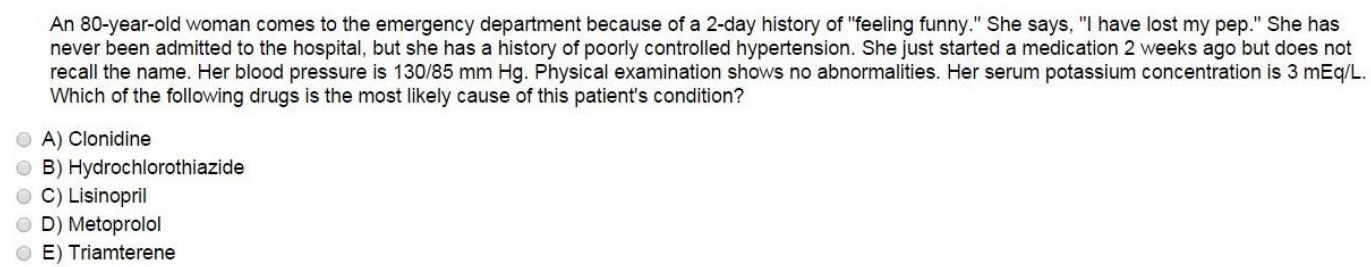 An 80-year-old woman comes to the emergency department because of a 2-day history of "feeling funny." She says, "I have lost my pep." She has
never been admitted to the hospital, but she has a history of poorly controlled hypertension. She just started a medication 2 weeks ago but does not
recall the name. Her blood pressure is 130/85 mm Hg. Physical examination shows no abnormalities. Her serum potassium concentration is 3 mEq/L.
Which of the following drugs is the most likely cause of this patient's condition?
A) Clonidine
B) Hydrochlorothiazide
C) Lisinopril
D) Metoprolol
E) Triamterene